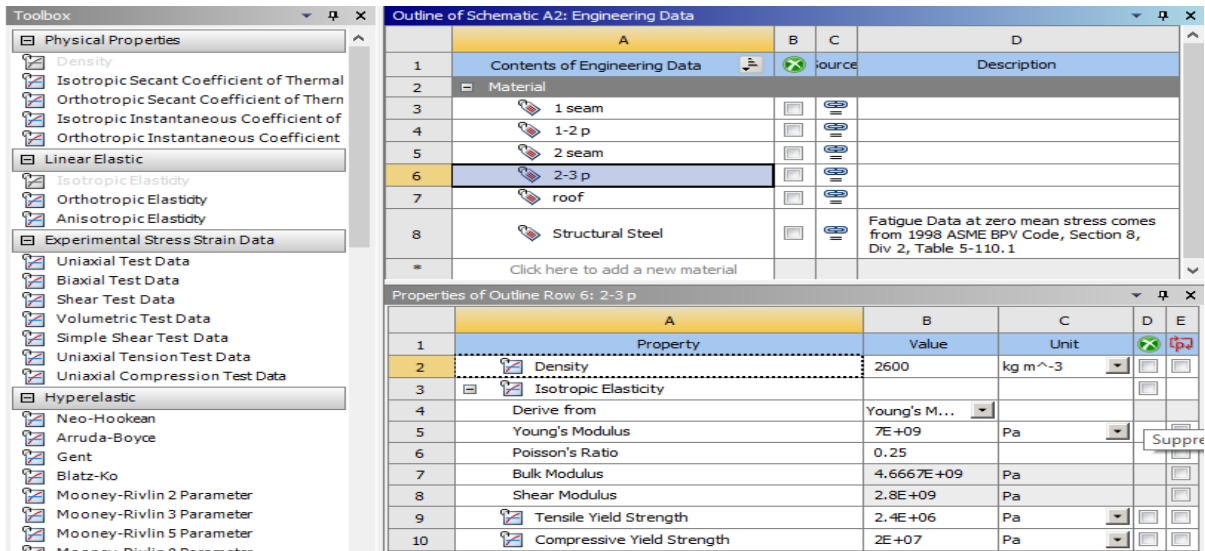 Toolbox
Physical Properties
Density
Isotropic Secant Coefficient of Thermal
Orthotropic Secant Coefficient of Therm
Isotropic Instantaneous Coefficient of
Orthotropic Instantaneous Coefficient
Linear Elastic
Isotropic Elasticity
Orthotropic Elasticity
Anisotropic Elasticity
Experimental Stress Strain Data
Uniaxial Test Data
Biaxial Test Data
Shear Test Data
Volumetric Test Data
Simple Shear Test Data
Uniaxial Tension Test Data
Uniaxial Compression Test Data
Hyperelastic
Neo-Hookean
Arruda-Boyce
Gent
Blatz-Ko
Mooney-Rivlin 2 Parameter
Mooney-Rivlin 3 Parameter
Mooney-Rivlin 5 Parameter
Outline of Schematic A2: Engineering Data
A B C D
1 Contents of Engineering Data Source Description
2 Material
3 1 seam
4 1-2 p
5 2 seam
6 2-3 p
7 roof
8 Structural Steel
Fatigue Data at zero mean stress comes
from 1998 ASME BPV Code, Section 8,
Div 2, Table 5-110.1
* Click here to add a new material
Properties of Outline Row 6: 2-3 p
A B C D E
1 Property Value Unit
2 Density 2600 kg m^-3
3 Isotropic Elasticity
4 Derive from Young's M...
5 Young's Modulus 7E+09 Pa
Suppre
6 Poisson's Ratio 0.25
7 Bulk Modulus 4.6667E+09 Pa
8 Shear Modulus 2.8E+09 Pa
9 Tensile Yield Strength 2.4E+06 Pa
10 Compressive Yield Strength 2E+07 Pa